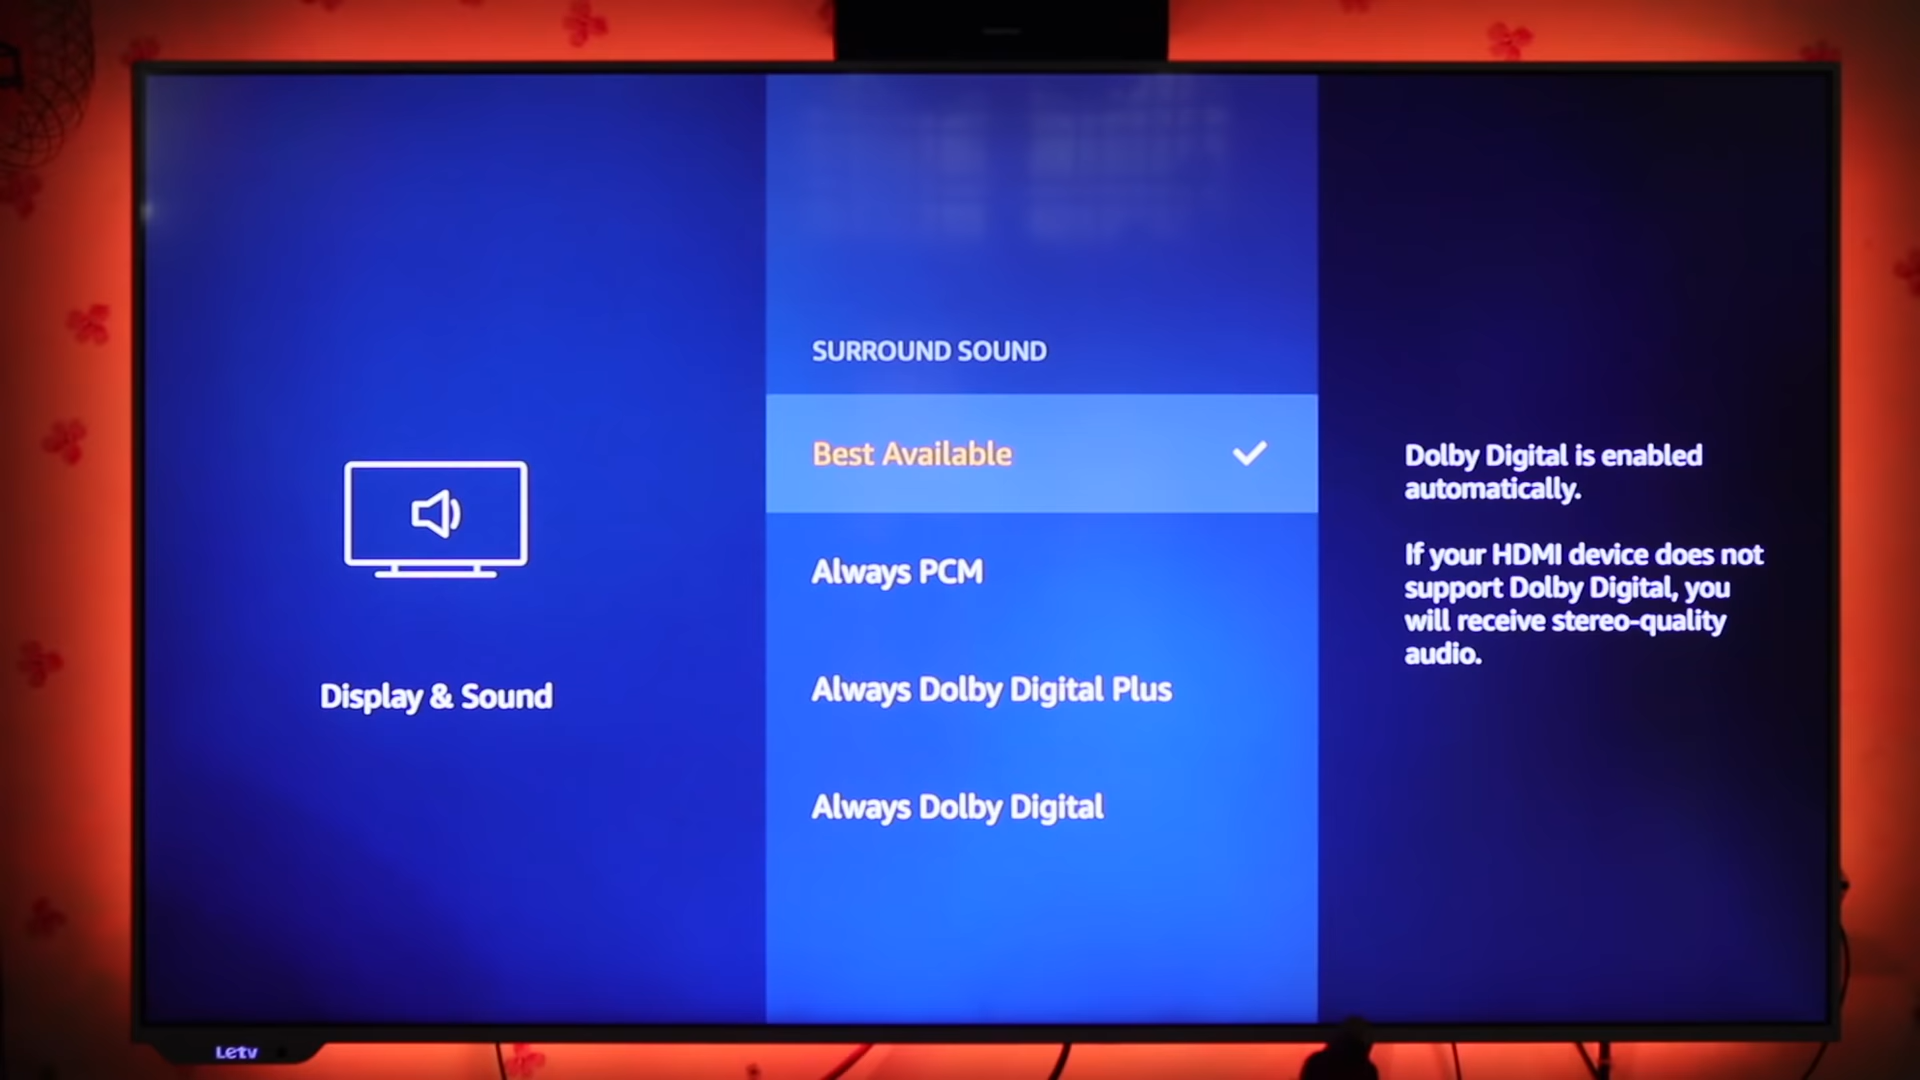 Display & Sound
SURROUND SOUND
Best Available
Always PCM
Always Dolby Digital Plus
Always Dolby Digital
Dolby Digital is enabled
automatically.
If your HDMI device does not
support Dolby Digital, you
will receive stereo-quality
audio.
Letv